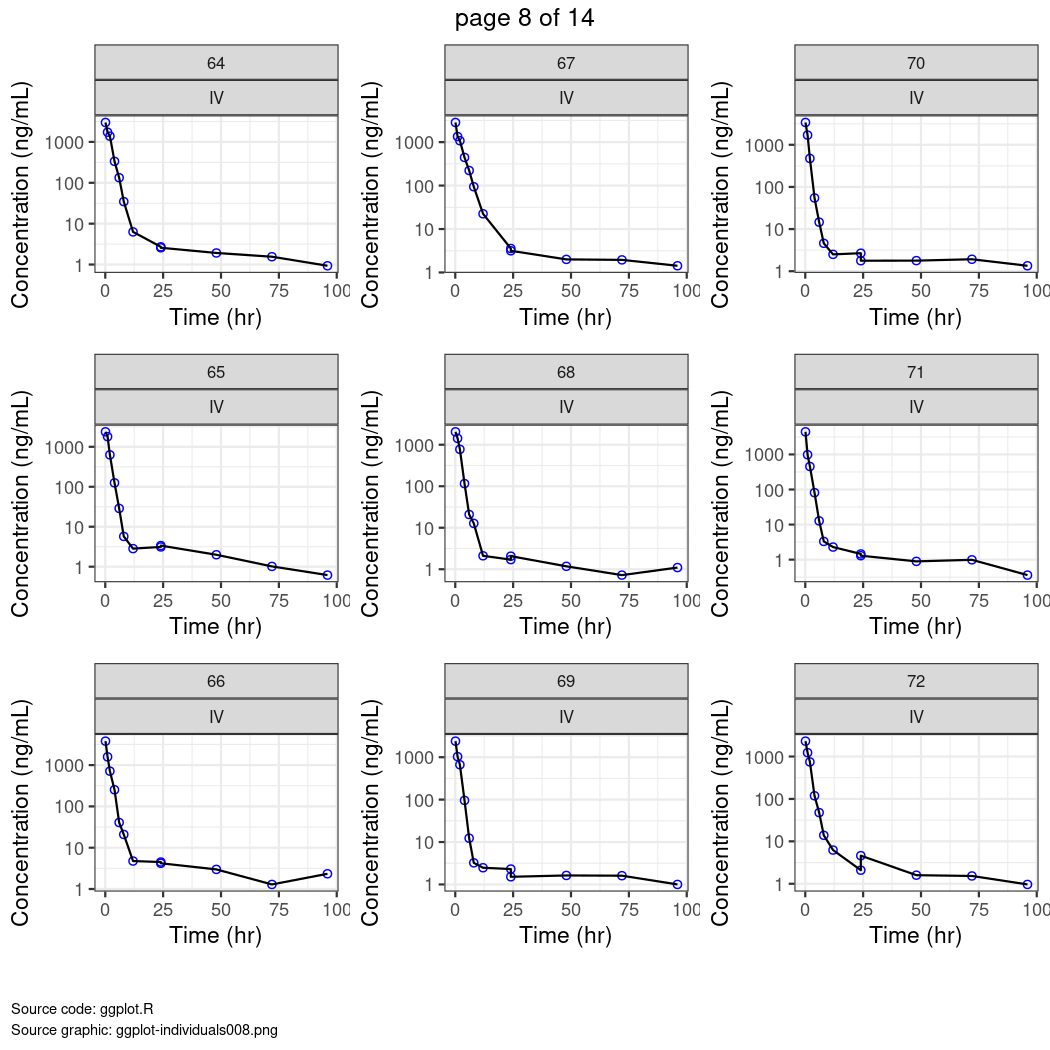 page 8 of 14
64 67 70
IV IV IV
Concentration (ng/mL) Concentration (ng/mL) Concentration (ng/mL)
1000 1000 1000
100 100 100
10 10 10
1 1 1
0 25 50 75 100 0 25 50 75 100 0 25 50 75 100
Time (hr) Time (hr) Time (hr)
65 68 71
IV IV IV
Concentration (ng/mL) Concentration (ng/mL) Concentration (ng/mL)
1000 1000 1000
100 100 100
10 10 10
1 1 1
0 25 50 75 100 0 25 50 75 100 0 25 50 75 100
Time (hr) Time (hr) Time (hr)
66 69 72
IV IV IV
Concentration (ng/mL) Concentration (ng/mL) Concentration (ng/mL)
1000 1000 1000
100 100 100
10 10 10
1 1 1
0 25 50 75 100 0 25 50 75 100 0 25 50 75 100
Time (hr) Time (hr) Time (hr)
Source code: ggplot.R
Source graphic: ggplot-individuals008.png